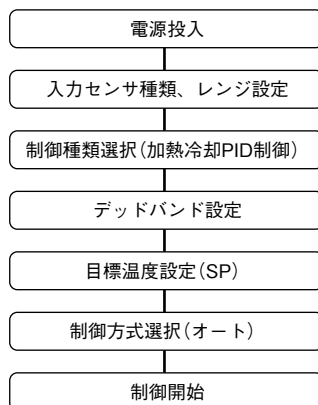 電源投入
入力センサ種類、レンジ設定
制御種類選択(加熱冷却PID制御)
デッドバンド設定
目標温度設定(SP)
制御方式選択(オート)
制御開始